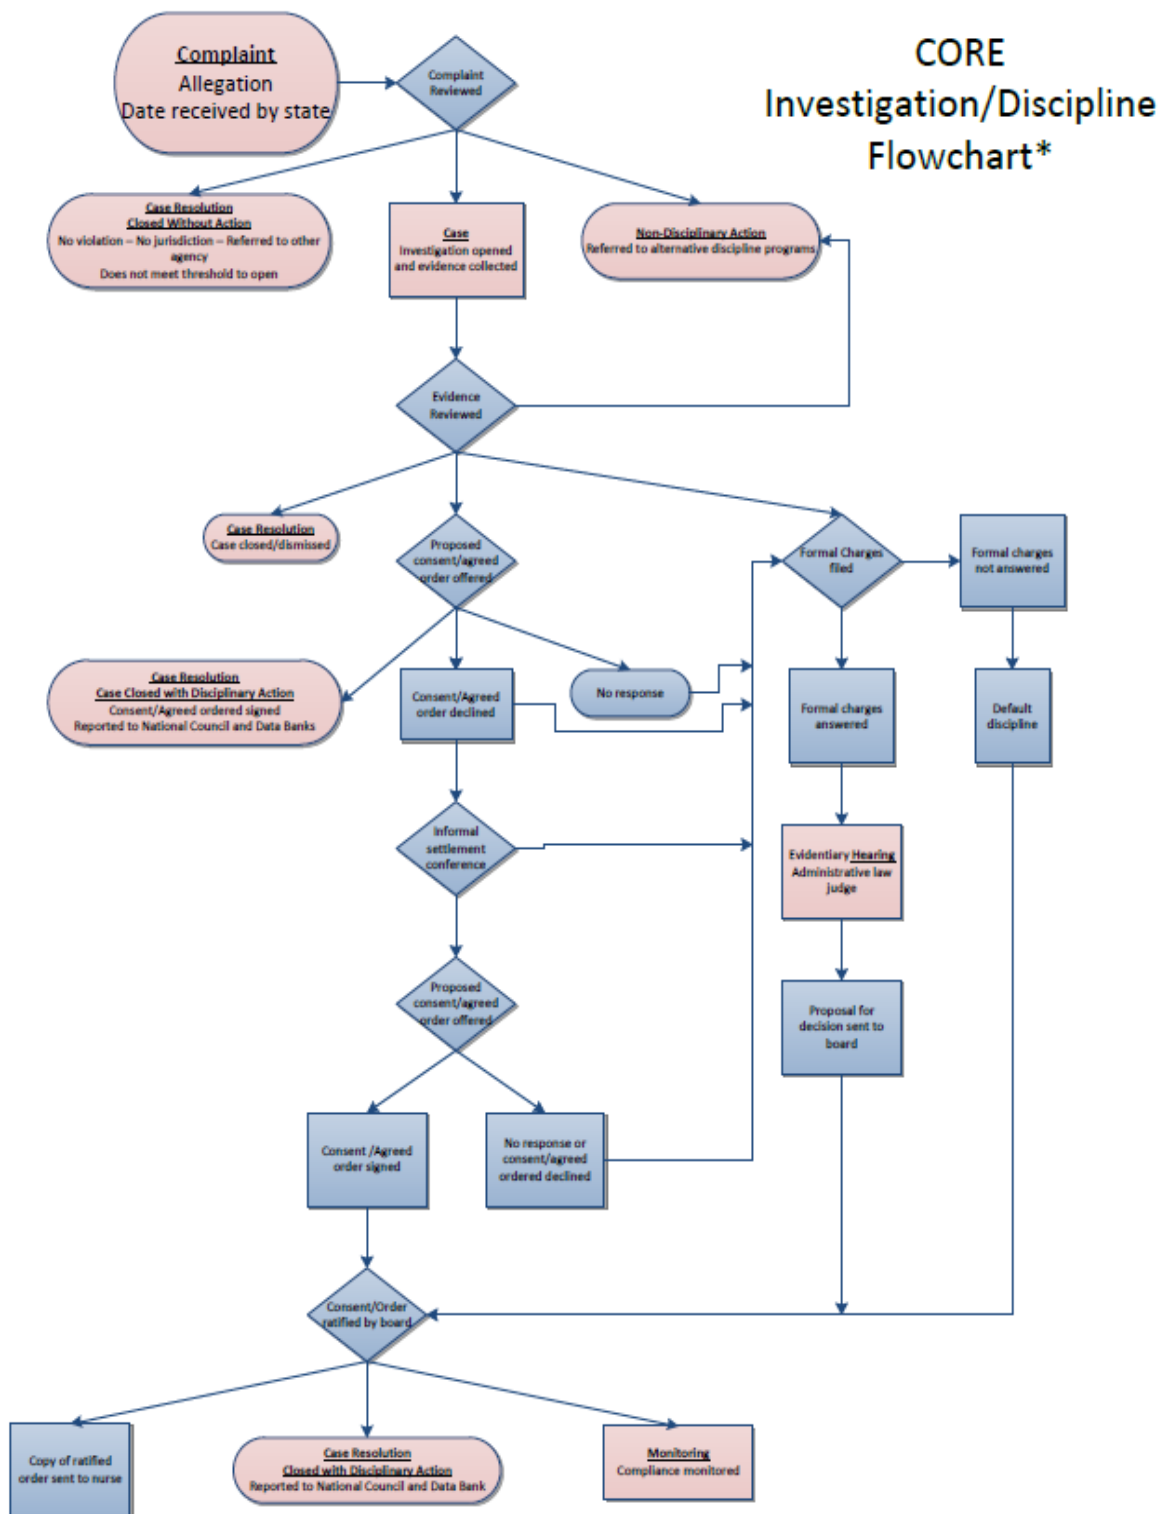 CORE
Investigation/Discipline
Flowchart*
Complaint
Allegation
Date received by state
Complaint
Reviewed
Case Resolution
Closed Without Action
No violation – No jurisdiction – Referred to other
agency
Does not meet threshold to open
Case
Investigation opened
and evidence collected
Non-Disciplinary Action
Referred to alternative discipline programs
Evidence
Reviewed
Case Resolution
Case closed/dismissed
Proposed
consent/agreed
order offered
Formal Charges
filed
Formal charges
not answered
Case Resolution
Case Closed with Disciplinary Action
Consent/Agreed ordered signed
Reported to National Council and Data Banks
Consent/Agreed
order declined
No response
Formal charges
answered
Default
discipline
Informal
settlement
conference
Evidentiary Hearing
Administrative law
judge
Proposed
consent/agreed
order offered
Proposal for
decision sent to
board
Consent /Agreed
order signed
No response or
consent/agreed
ordered declined
Consent/Order
ratified by board
Copy of ratified
order sent to nurse
Case Resolution
Closed with Disciplinary Action
Reported to National Council and Data Bank
Monitoring
Compliance monitored